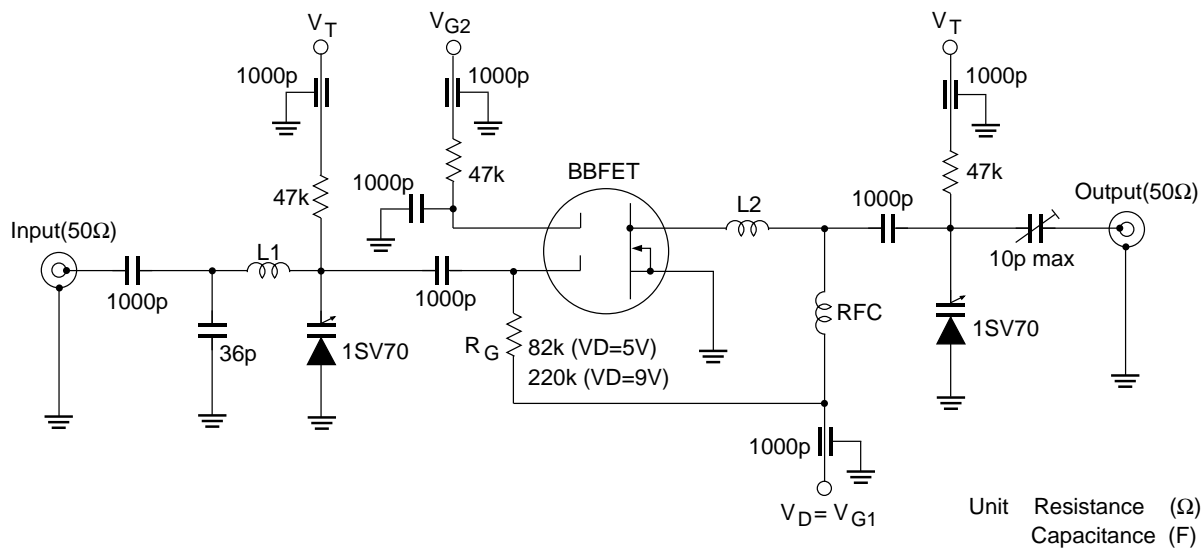 VT
VG2
VT
1000p
1000p
1000p
47k
47k
47k
1000p
BBFET
L2
1000p
Output(50Ω)
Input(50Ω)
L1
10p max
1000p
1000p
RFC
36p
1SV70
RG
82k (VD=5V)
220k (VD=9V)
1SV70
1000p
VD= VG1
Unit Resistance (Ω)
Capacitance (F)